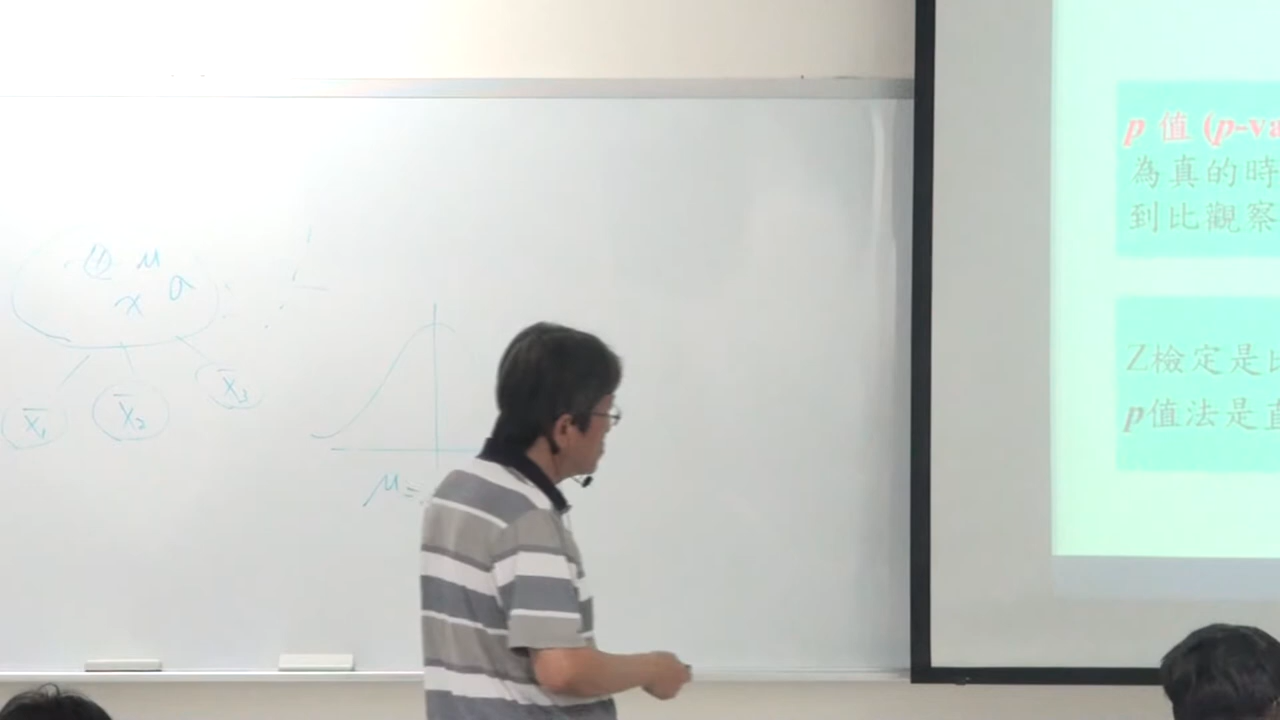 μ
x σ
x̄₁ x̄₂ x̄₃
μ=
p 值 (p-va
為真的時
到比觀察
Z檢定是比
p值法是直